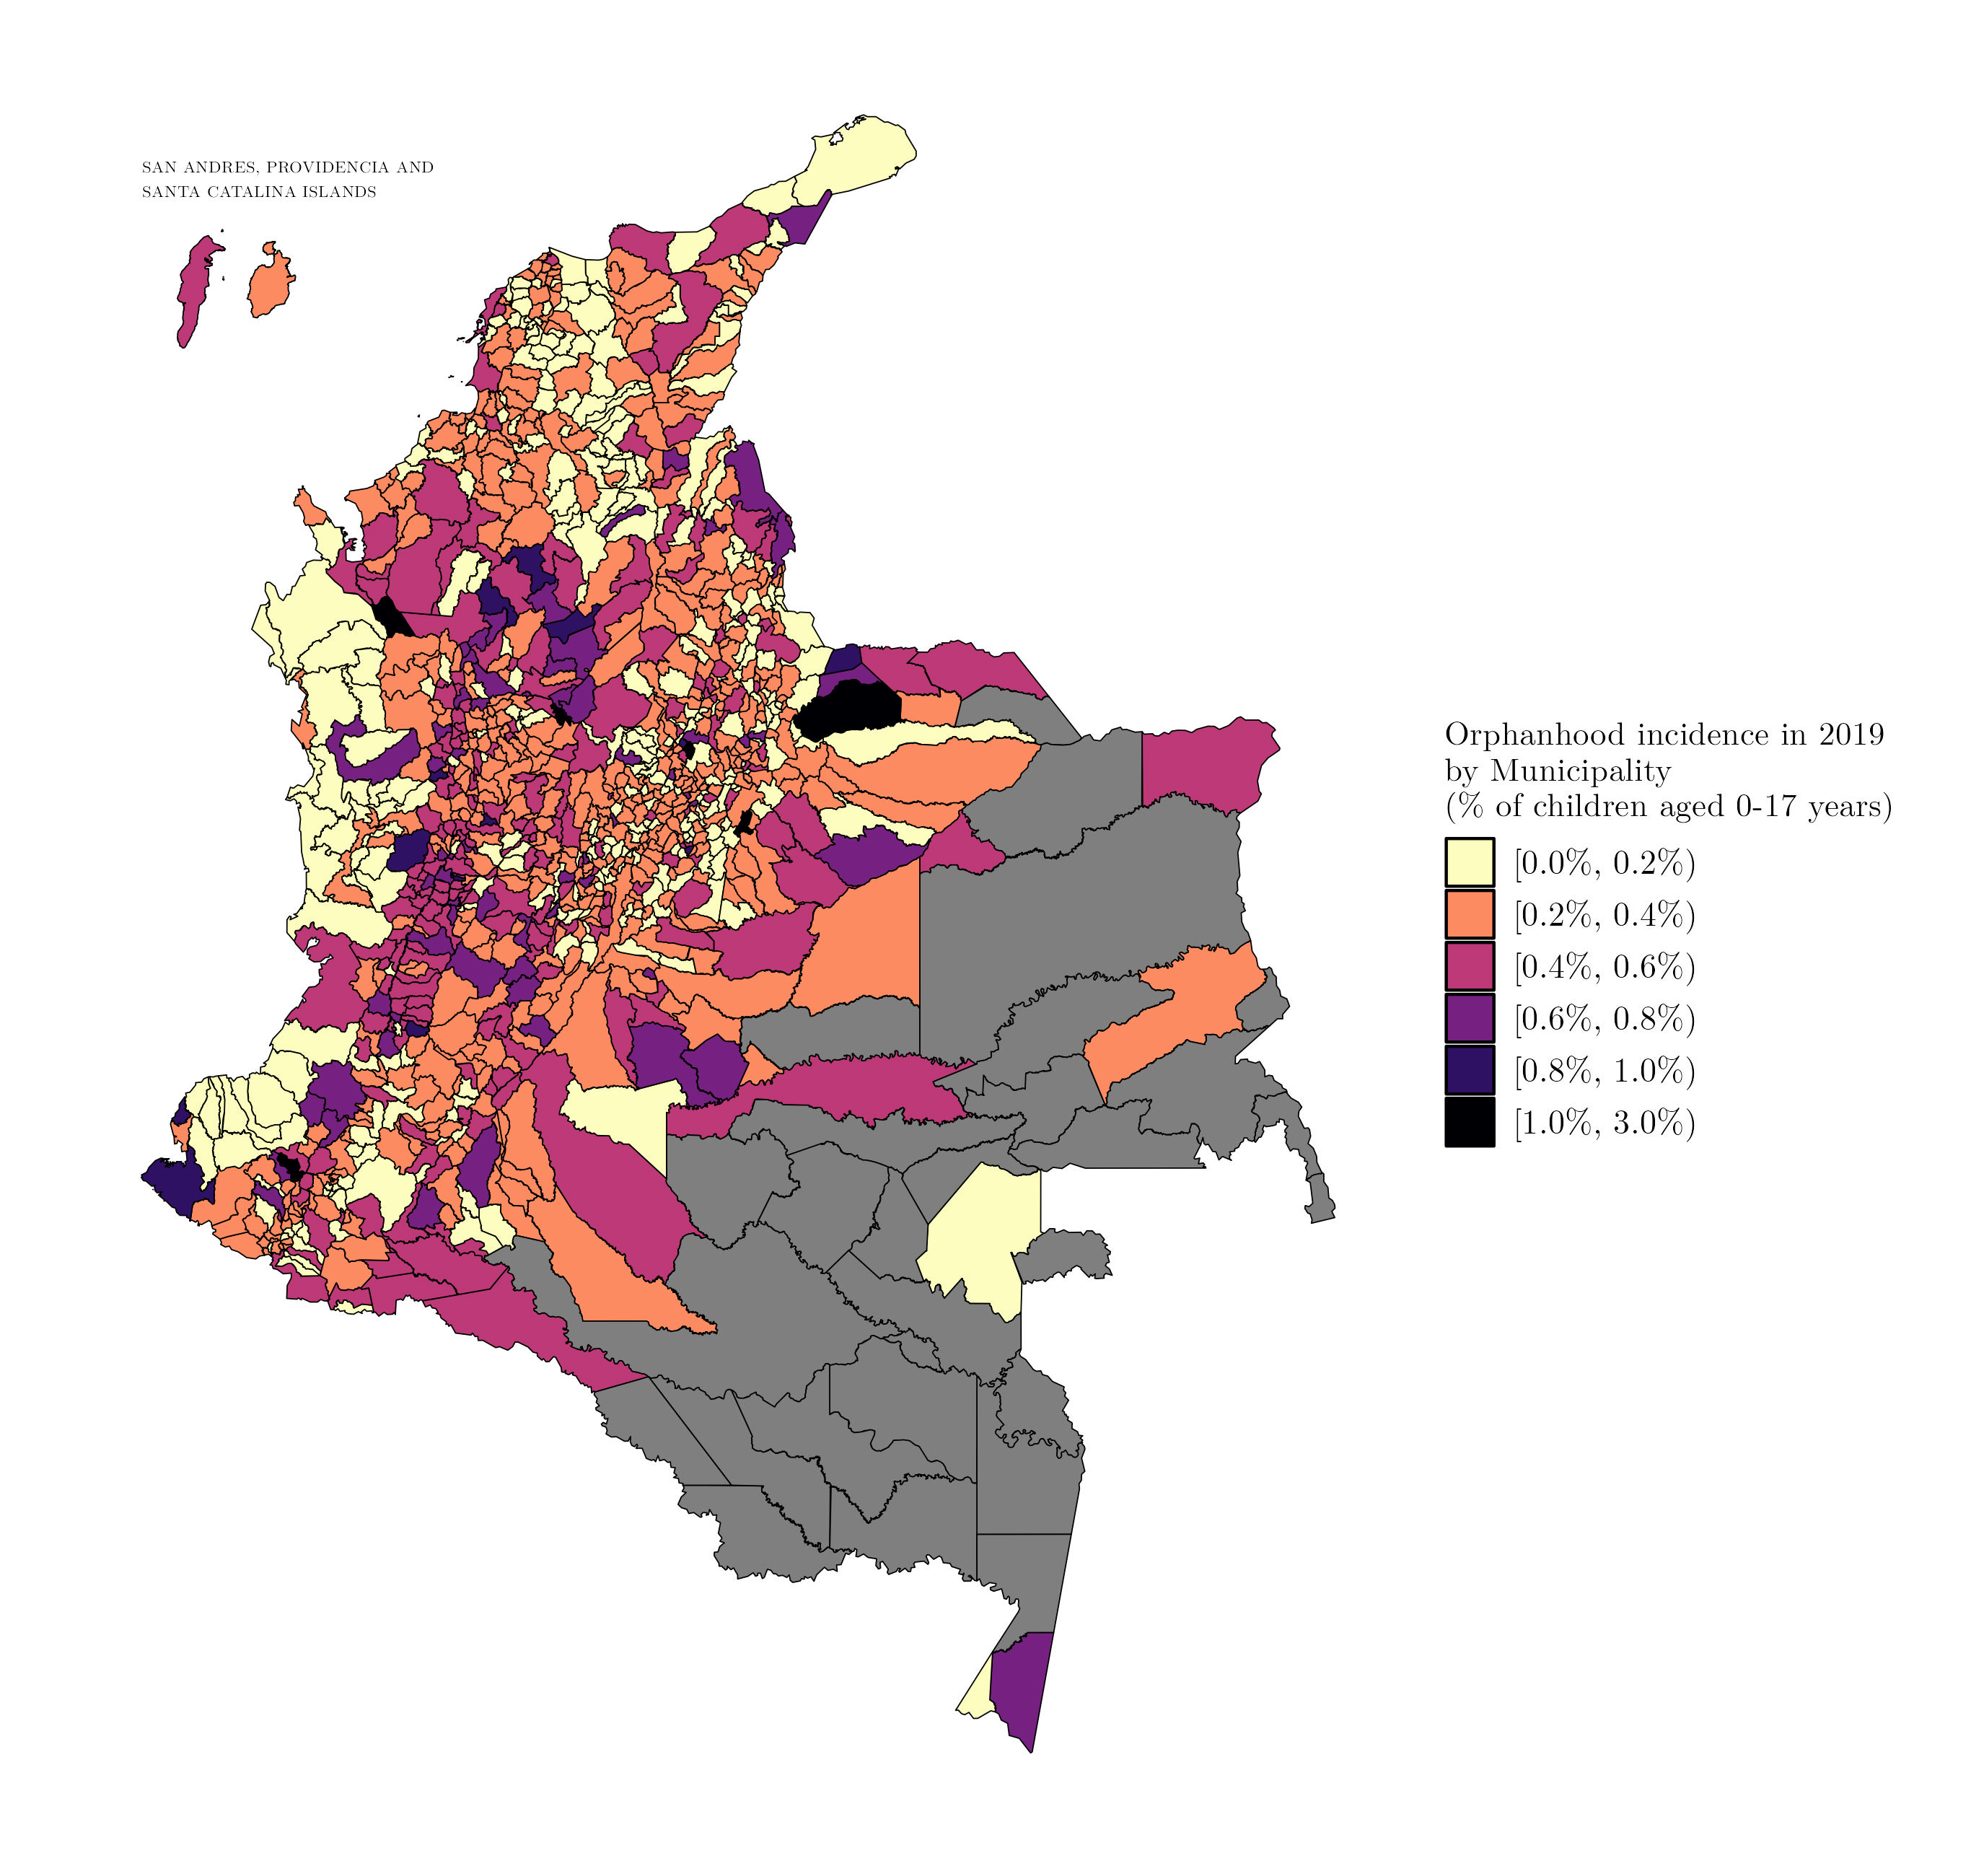 SAN ANDRES, PROVIDENCIA AND
SANTA CATALINA ISLANDS
Orphanhood incidence in 2019
by Municipality
(% of children aged 0-17 years)
[0.0%, 0.2%)
[0.2%, 0.4%)
[0.4%, 0.6%)
[0.6%, 0.8%)
[0.8%, 1.0%)
[1.0%, 3.0%)